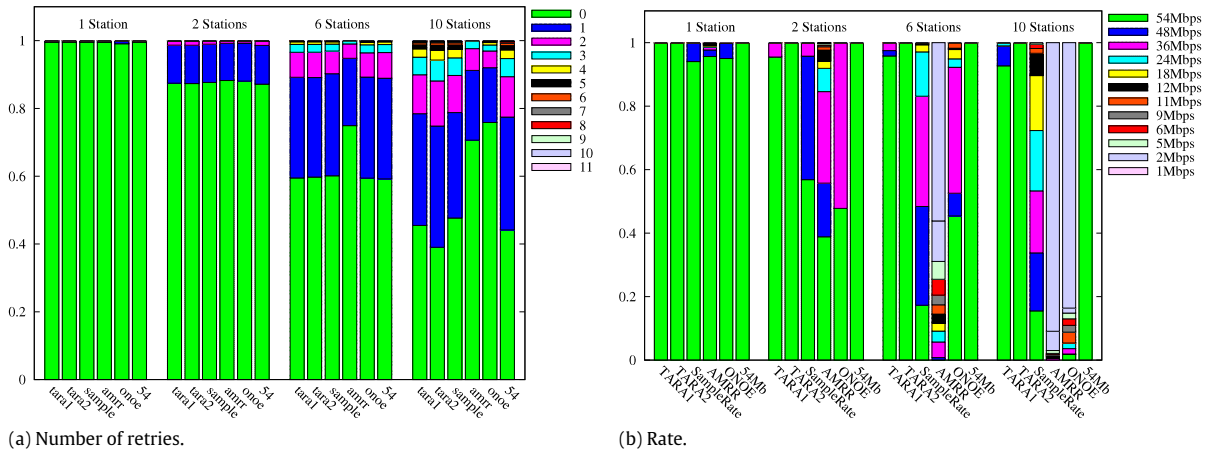 1 Station 2 Stations 6 Stations 10 Stations
1
0.8
0.6
0.4
0.2
0
tara1 tara2 sample amrr onoe 54 tara1 tara2 sample amrr onoe 54 tara1 tara2 sample amrr onoe 54 tara1 tara2 sample amrr onoe 54
0
1
2
3
4
5
6
7
8
9
10
11
(a) Number of retries.
1 Station 2 Stations 6 Stations 10 Stations
1
0.8
0.6
0.4
0.2
0
TARA1 TARA2 SampleRate AMRR ONOE 54Mb TARA1 TARA2 SampleRate AMRR ONOE 54Mb TARA1 TARA2 SampleRate AMRR ONOE 54Mb TARA1 TARA2 SampleRate AMRR ONOE 54Mb
54Mbps
48Mbps
36Mbps
24Mbps
18Mbps
12Mbps
11Mbps
9Mbps
6Mbps
5Mbps
2Mbps
1Mbps
(b) Rate.